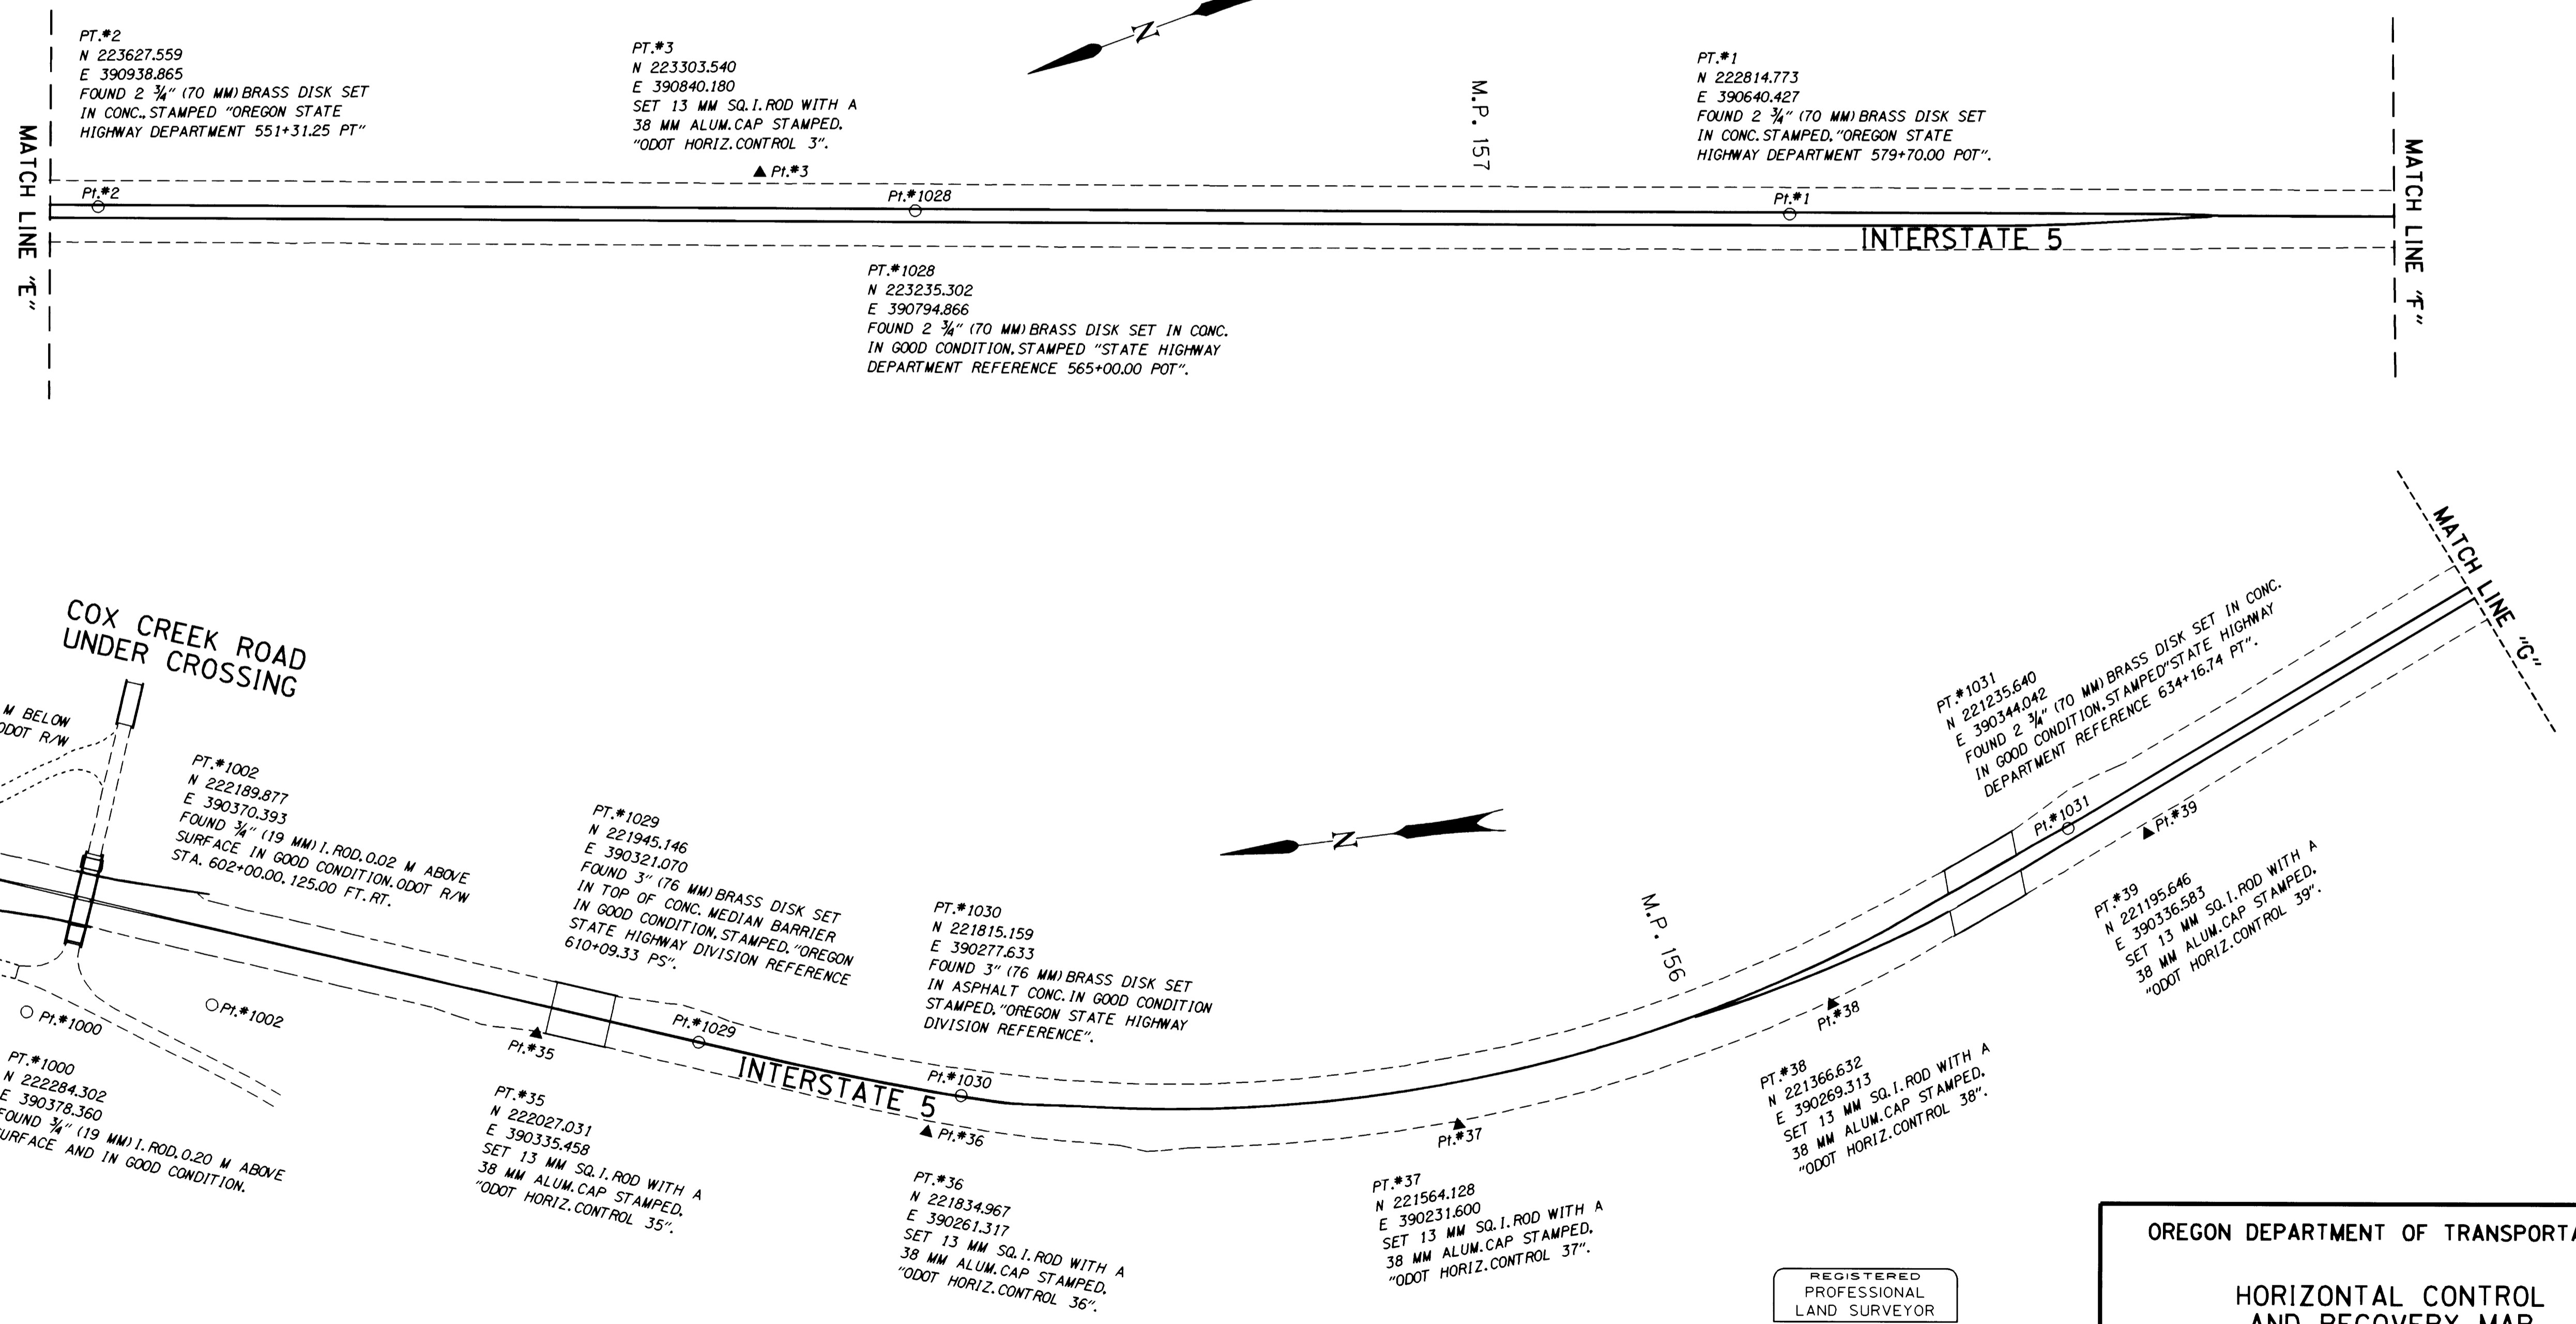 PT.#2
N 223627.559
E 390938.865
FOUND 2 ¾" (70 MM) BRASS DISK SET
IN CONC., STAMPED "OREGON STATE
HIGHWAY DEPARTMENT 551+31.25 PT"
PT.#3
N 223303.540
E 390840.180
SET 13 MM SQ. I. ROD WITH A
38 MM ALUM. CAP STAMPED,
"ODOT HORIZ. CONTROL 3".
N
M.P. 157
PT.#1
N 222814.773
E 390640.427
FOUND 2 ¾" (70 MM) BRASS DISK SET
IN CONC. STAMPED, "OREGON STATE
HIGHWAY DEPARTMENT 579+70.00 POT".
MATCH LINE "E"
MATCH LINE "F"
Pt.#3
Pt.#2
Pt.#1028
Pt.#1
INTERSTATE 5
PT.#1028
N 223235.302
E 390794.866
FOUND 2 ¾" (70 MM) BRASS DISK SET IN CONC.
IN GOOD CONDITION, STAMPED "STATE HIGHWAY
DEPARTMENT REFERENCE 565+00.00 POT".
MATCH LINE "G"
COX CREEK ROAD
UNDER CROSSING
M BELOW
ODOT R/W
PT.#1002
N 222189.877
E 390370.393
FOUND ¾" (19 MM) I. ROD, 0.02 M ABOVE
SURFACE IN GOOD CONDITION. ODOT R/W
STA. 602+00.00, 125.00 FT. RT.
PT.#1029
N 221945.146
E 390321.070
FOUND 3" (76 MM) BRASS DISK SET
IN TOP OF CONC. MEDIAN BARRIER
IN GOOD CONDITION, STAMPED, "OREGON
STATE HIGHWAY DIVISION REFERENCE
610+09.33 PS".
PT.#1030
N 221815.159
E 390277.633
FOUND 3" (76 MM) BRASS DISK SET
IN ASPHALT CONC. IN GOOD CONDITION
STAMPED, "OREGON STATE HIGHWAY
DIVISION REFERENCE".
N
M.P. 156
PT.#1031
N 221235.640
E 390344.042
FOUND 2 ¾" (70 MM) BRASS DISK SET IN CONC.
IN GOOD CONDITION, STAMPED "STATE HIGHWAY
DEPARTMENT REFERENCE 634+16.74 PT".
Pt.#1031
Pt.#39
PT.#39
N 221195.646
E 390336.583
SET 13 MM SQ. I. ROD WITH A
38 MM ALUM. CAP STAMPED,
"ODOT HORIZ. CONTROL 39".
Pt.#1000
Pt.#1002
Pt.#35
Pt.#1029
INTERSTATE 5
Pt.#1030
Pt.#36
Pt.#37
Pt.#38
PT.#1000
N 222284.302
E 390378.360
FOUND ¾" (19 MM) I. ROD, 0.20 M ABOVE
SURFACE AND IN GOOD CONDITION.
PT.#35
N 222027.031
E 390335.458
SET 13 MM SQ. I. ROD WITH A
38 MM ALUM. CAP STAMPED,
"ODOT HORIZ. CONTROL 35".
PT.#36
N 221834.967
E 390261.317
SET 13 MM SQ. I. ROD WITH A
38 MM ALUM. CAP STAMPED,
"ODOT HORIZ. CONTROL 36".
PT.#37
N 221564.128
E 390231.600
SET 13 MM SQ. I. ROD WITH A
38 MM ALUM. CAP STAMPED,
"ODOT HORIZ. CONTROL 37".
PT.#38
N 221366.632
E 390269.313
SET 13 MM SQ. I. ROD WITH A
38 MM ALUM. CAP STAMPED,
"ODOT HORIZ. CONTROL 38".
REGISTERED
PROFESSIONAL
LAND SURVEYOR
OREGON DEPARTMENT OF TRANSPORTA
HORIZONTAL CONTROL
AND RECOVERY MAP